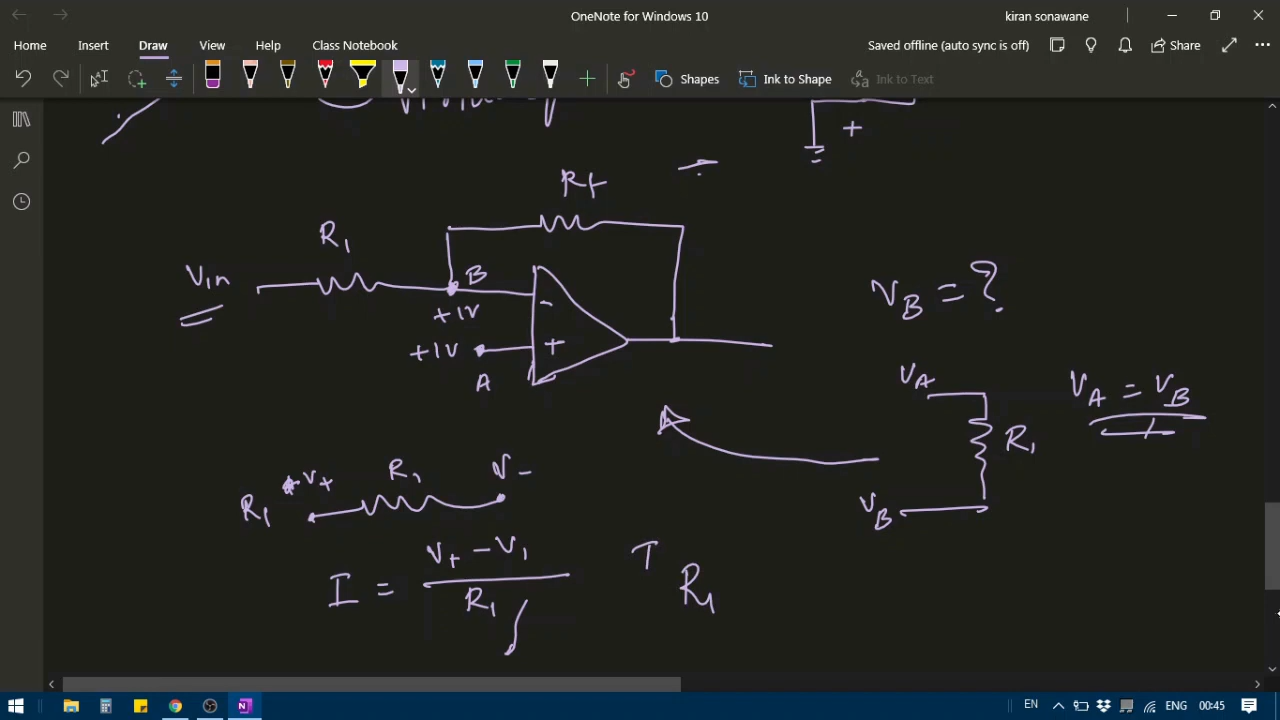 OneNote for Windows 10
kiran sonawane
Home Insert Draw View Help Class Notebook
Saved offline (auto sync is off)
Share
Shapes
Ink to Shape
Ink to Text
+
Rf
R1
Vin
B
+1V
-
+1V
+
A
VB = ?
VA
R1
VA = VB
VB
R1
V+
R1
V-
I = V+ - V1
R1
R1
EN
ENG
00:45